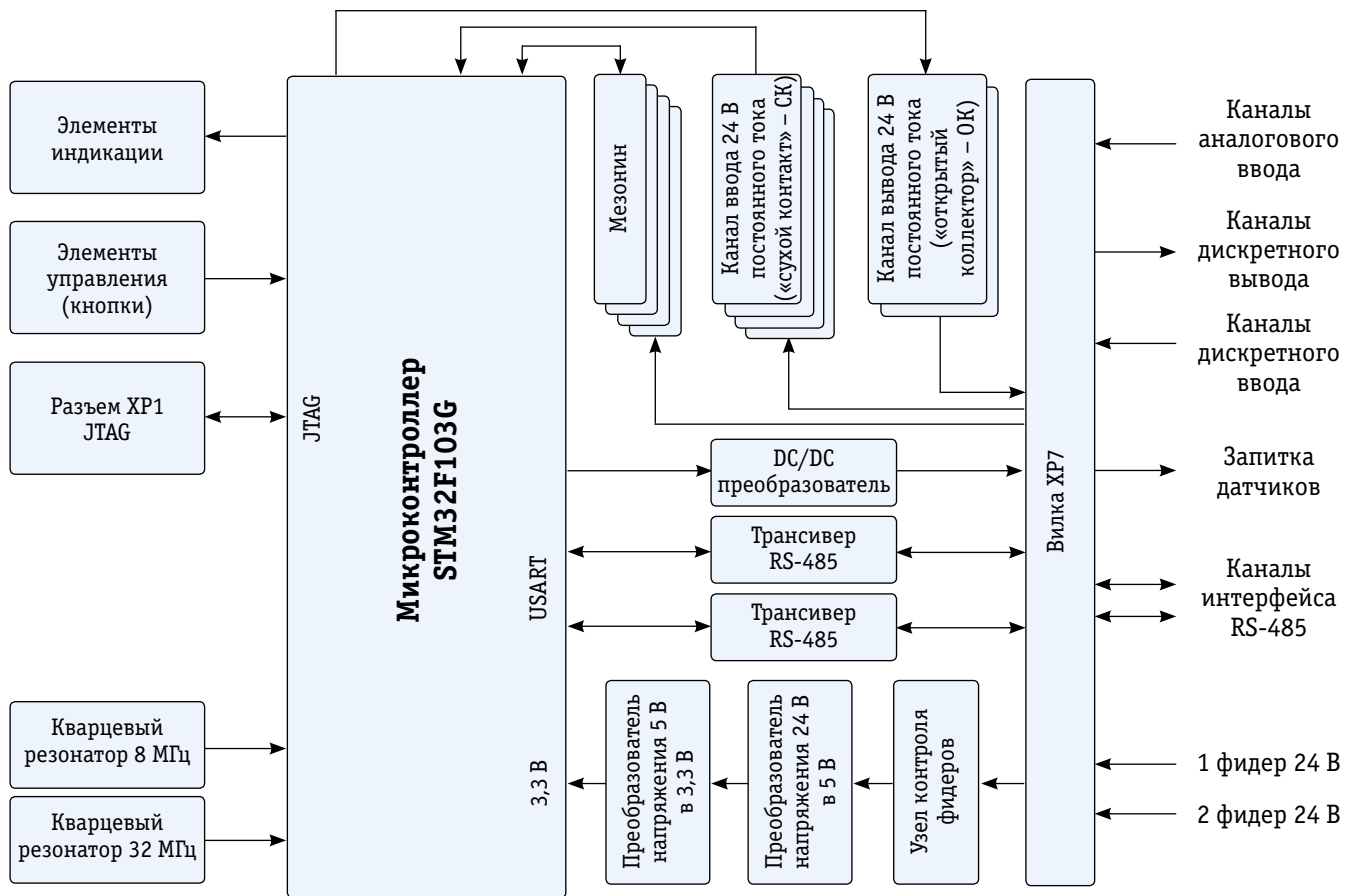 Элементы
индикации
Элементы
управления
(кнопки)
Разъем XP1
JTAG
Кварцевый
резонатор 8 МГц
Кварцевый
резонатор 32 МГц
JTAG
Микроконтроллер
STM32F103G
USART
3,3 В
Мезонин
Канал ввода 24 В
постоянного тока
(«сухой контакт» – СК)
Канал вывода 24 В
постоянного тока
(«открытый
коллектор» – ОК)
DC/DC
преобразователь
Трансивер
RS-485
Трансивер
RS-485
Преобразователь
напряжения 5 В
в 3,3 В
Преобразователь
напряжения 24 В
в 5 В
Узел контроля
фидеров
Вилка XP7
Каналы
аналогового
ввода
Каналы
дискретного
вывода
Каналы
дискретного
ввода
Запитка
датчиков
Каналы
интерфейса
RS-485
1 фидер 24 В
2 фидер 24 В